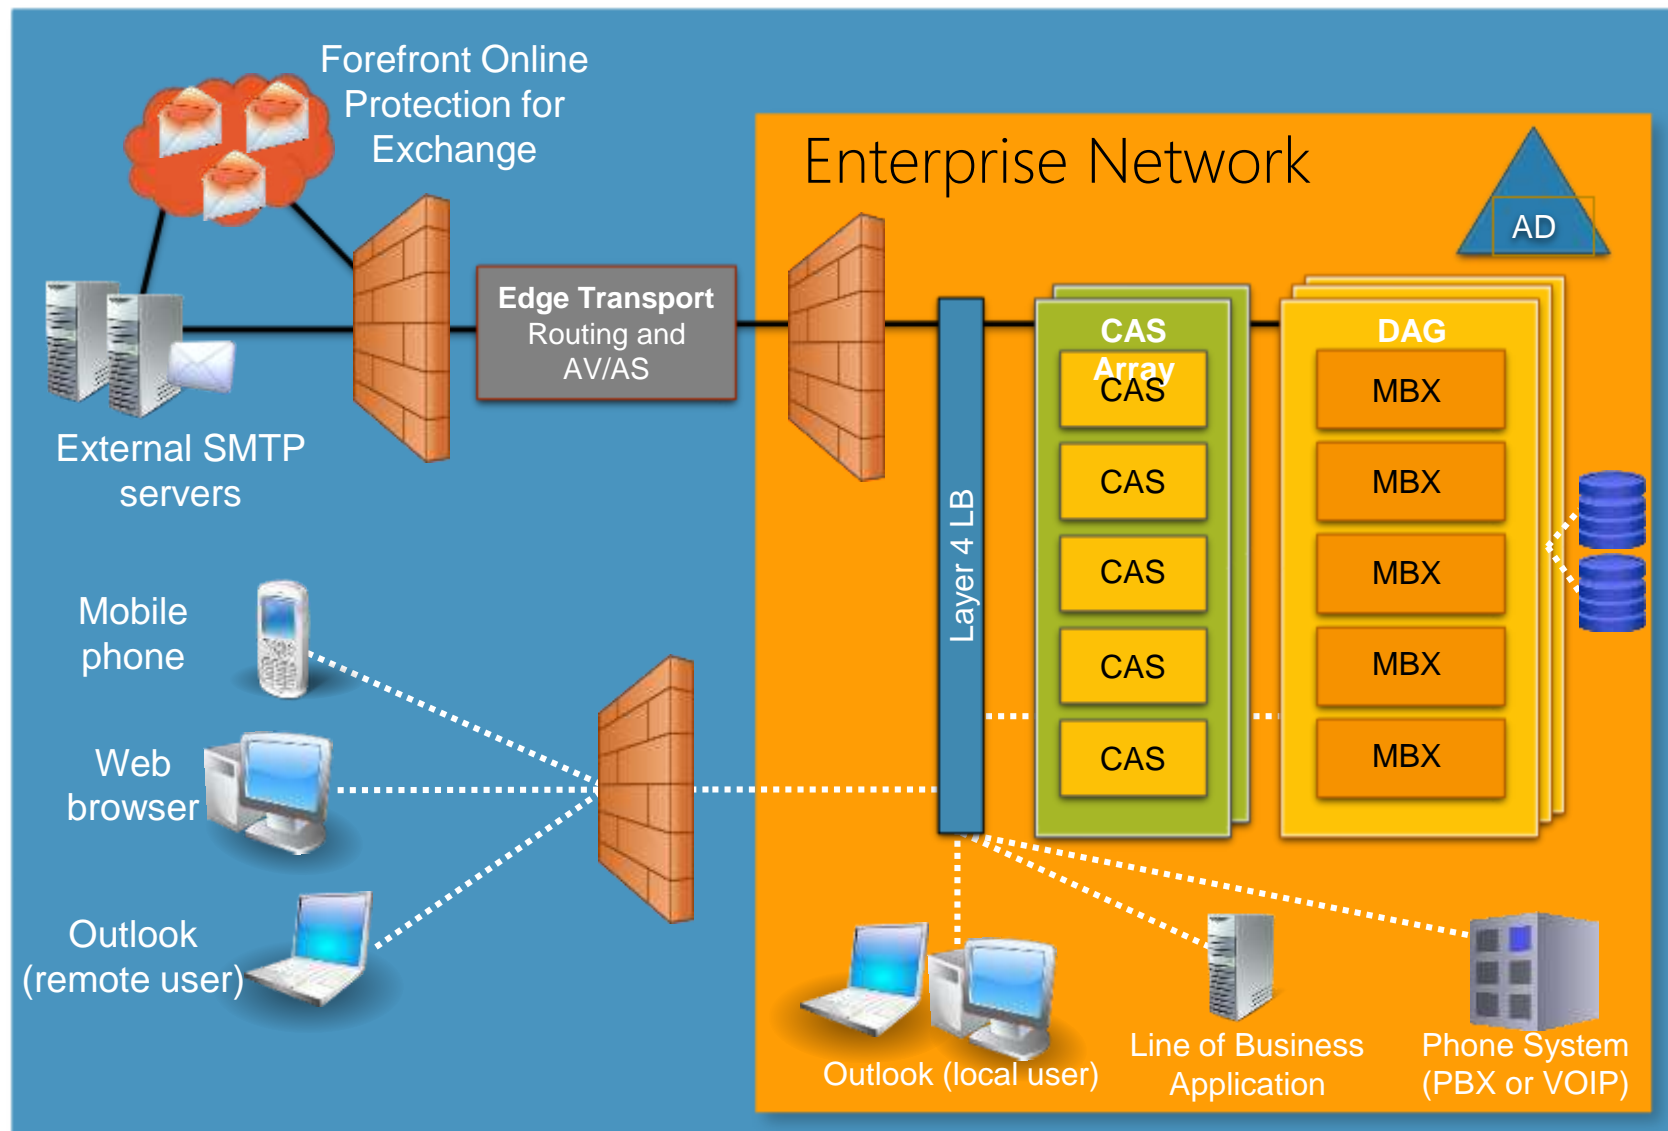 Forefront Online
Protection for
Exchange
Enterprise Network
AD
Edge Transport
Routing and
AV/AS
External SMTP
servers
Layer 4 LB
CAS
Array
CAS
CAS
CAS
CAS
CAS
DAG
MBX
MBX
MBX
MBX
MBX
Mobile
phone
Web
browser
Outlook
(remote user)
Outlook (local user)
Line of Business
Application
Phone System
(PBX or VOIP)